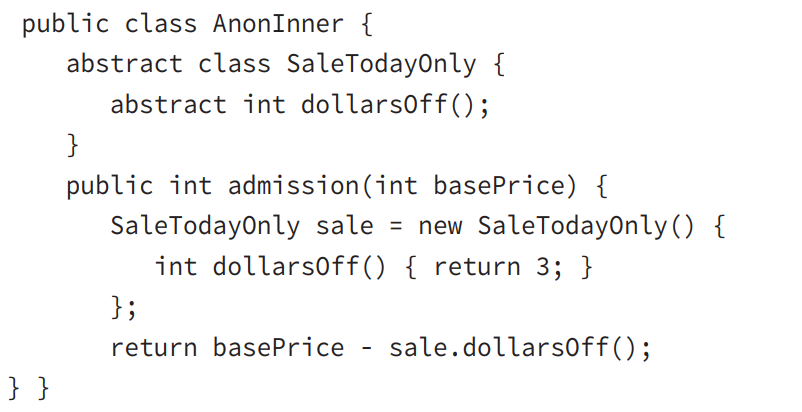 public class AnonInner {
   abstract class SaleTodayOnly {
      abstract int dollarsOff();
   }
   public int admission(int basePrice) {
      SaleTodayOnly sale = new SaleTodayOnly() {
         int dollarsOff() { return 3; }
      };
      return basePrice - sale.dollarsOff();
} }